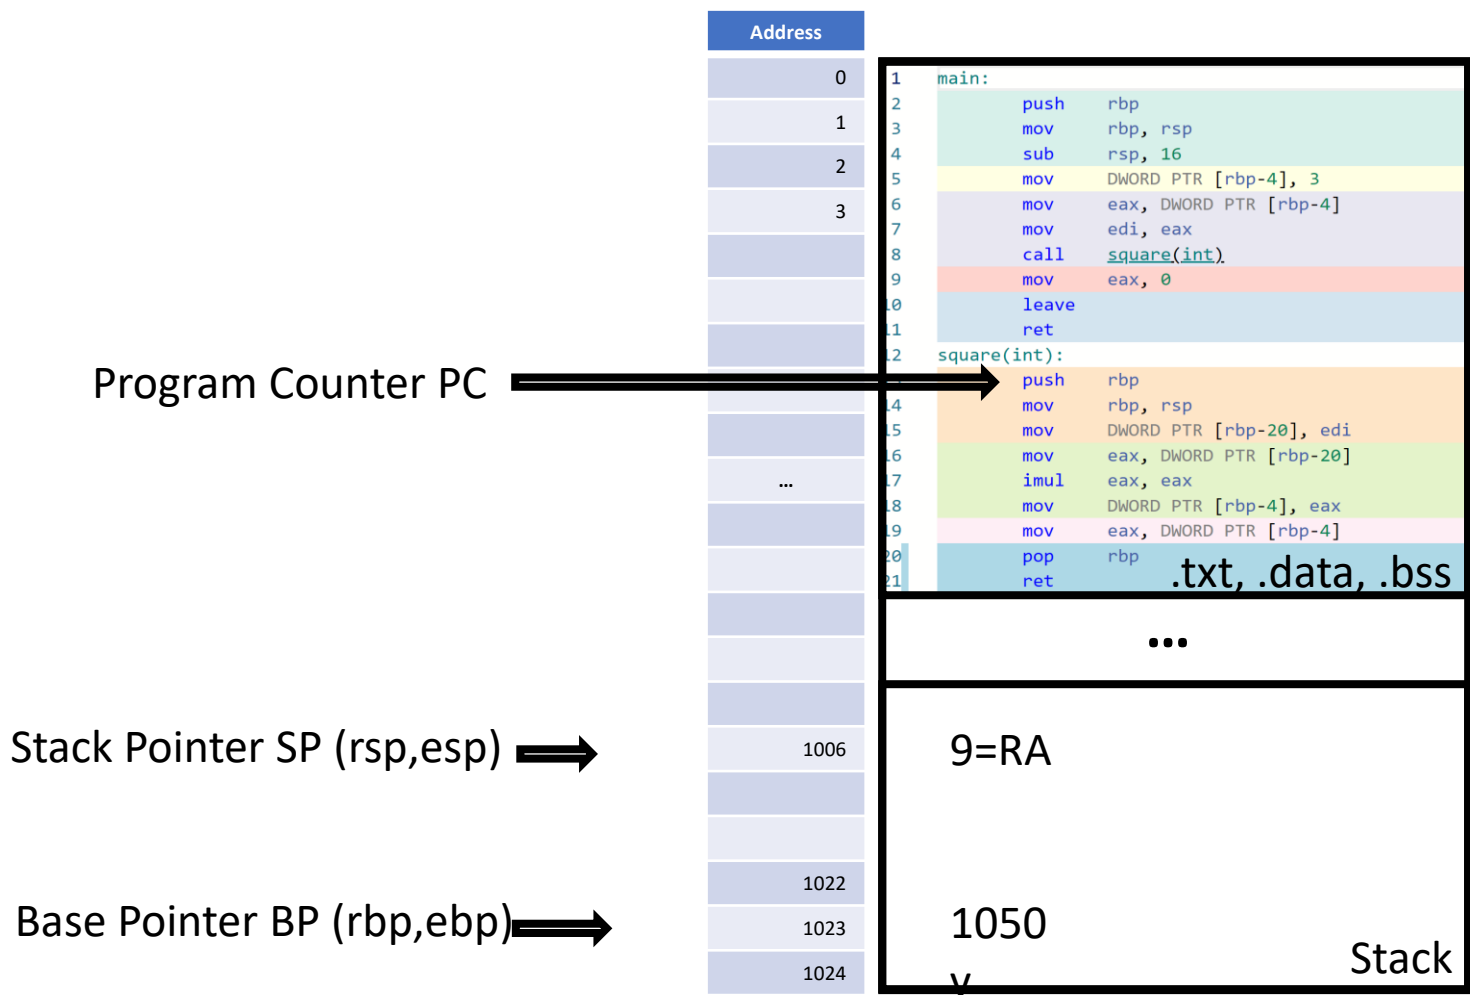 Address
0
1
2
3
...
1006
1022
1023
1024
1 main:
2 push rbp
3 mov rbp, rsp
4 sub rsp, 16
5 mov DWORD PTR [rbp-4], 3
6 mov eax, DWORD PTR [rbp-4]
7 mov edi, eax
8 call square(int)
9 mov eax, 0
10 leave
11 ret
12 square(int):
push rbp
14 mov rbp, rsp
15 mov DWORD PTR [rbp-20], edi
16 mov eax, DWORD PTR [rbp-20]
17 imul eax, eax
18 mov DWORD PTR [rbp-4], eax
19 mov eax, DWORD PTR [rbp-4]
20 pop rbp
21 ret
.txt, .data, .bss
...
Program Counter PC
Stack Pointer SP (rsp,esp)
9=RA
Base Pointer BP (rbp,ebp)
1050
Stack